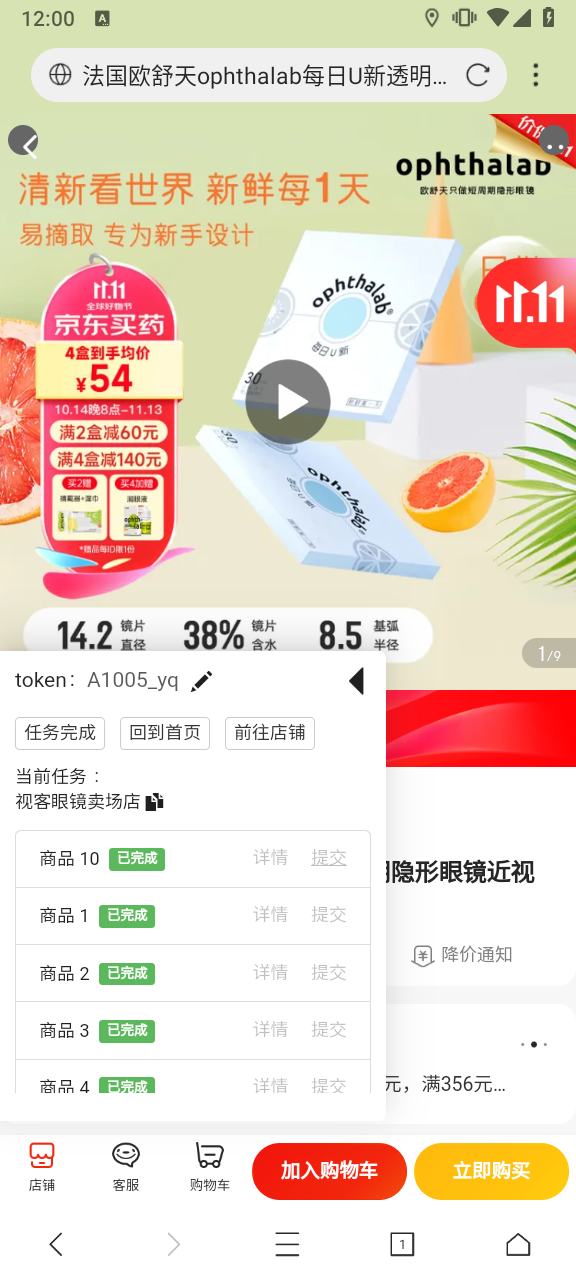 12:00
A
法国欧舒天ophthalab每日U新透明...
ophthalab
欧舒天只做短周期隐形眼镜
清新看世界 新鲜每1天
易摘取 专为新手设计
11.11
全球好物节
京东买药
4盒到手均价
¥54
10.14晚8点-11.13
满2盒减60元
满4盒减140元
买2赠 买4加赠
润眼液
*赠品每ID限1份
ophthalab
每日U新
30
11.11
ophthalab
30
14.2 镜片直径 38% 镜片含水 8.5 基弧半径
1/9
token: A1005_yq
任务完成 回到首页 前往店铺
当前任务：
视客眼镜卖场店
商品 10 已完成 详情 提交
商品 1 已完成 详情 提交
商品 2 已完成 详情 提交
商品 3 已完成 详情 提交
商品 4 已完成 详情 提交
隐形眼镜近视
降价通知
元，满356元...
店铺 客服 购物车 加入购物车 立即购买
1